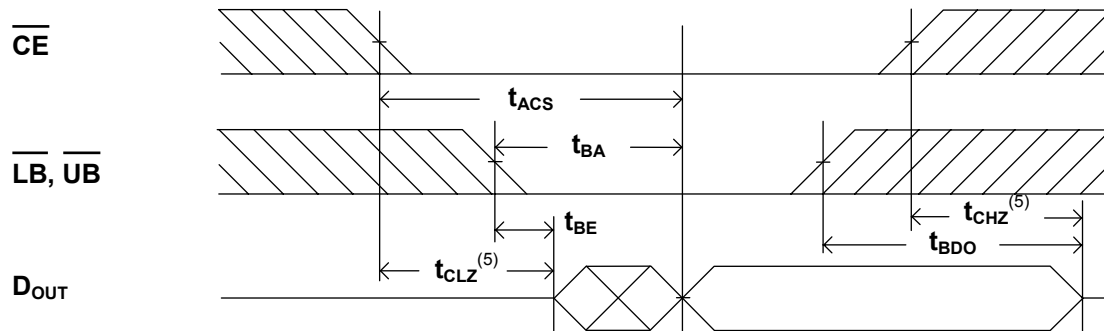 CE
tACS
LB, UB
tBA
tCHZ(5)
tBE
tBDO
tCLZ(5)
DOUT